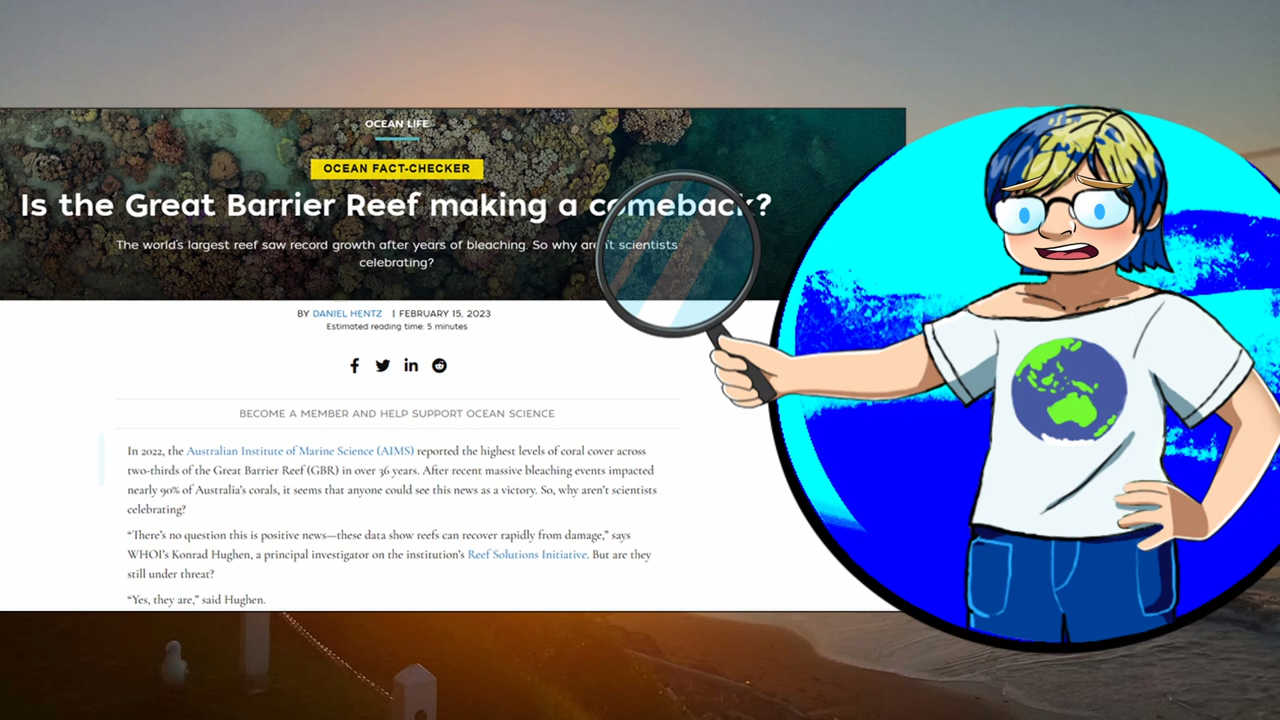 OCEAN LIFE
OCEAN FACT-CHECKER
Is the Great Barrier Reef making a comeback?
The world's largest reef saw record growth after years of bleaching. So why aren't scientists
celebrating?
BY DANIEL HENTZ | FEBRUARY 15, 2023
Estimated reading time: 5 minutes
BECOME A MEMBER AND HELP SUPPORT OCEAN SCIENCE
In 2022, the Australian Institute of Marine Science (AIMS) reported the highest levels of coral cover across
two-thirds of the Great Barrier Reef (GBR) in over 36 years. After recent massive bleaching events impacted
nearly 90% of Australia's corals, it seems that anyone could see this news as a victory. So, why aren't scientists
celebrating?
“There's no question this is positive news—these data show reefs can recover rapidly from damage,” says
WHOI's Konrad Hughen, a principal investigator on the institution's Reef Solutions Initiative. But are they
still under threat?
“Yes, they are,” said Hughen.